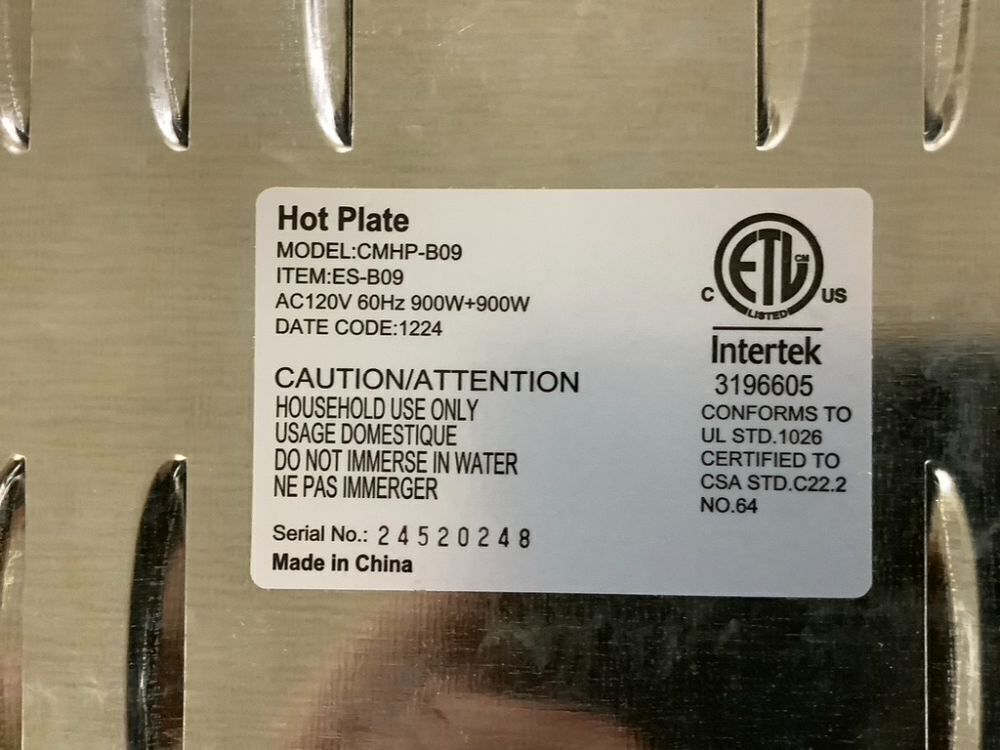 Hot Plate
MODEL:CMHP-B09
ITEM:ES-B09
AC120V 60Hz 900W+900W
DATE CODE:1224
CAUTION/ATTENTION
HOUSEHOLD USE ONLY
USAGE DOMESTIQUE
DO NOT IMMERSE IN WATER
NE PAS IMMERGER
Serial No.: 24520248
Made in China
ETL CM
C US
LISTED
Intertek
3196605
CONFORMS TO
UL STD.1026
CERTIFIED TO
CSA STD.C22.2
NO.64